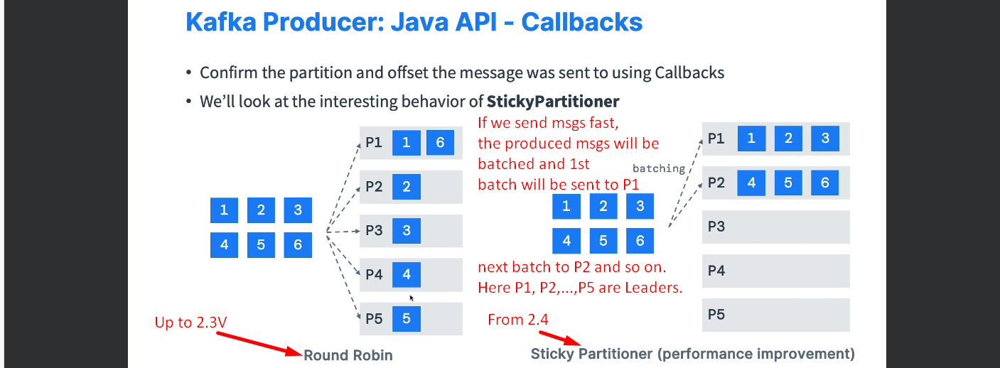 Kafka Producer: Java API - Callbacks
• Confirm the partition and offset the message was sent to using Callbacks
• We'll look at the interesting behavior of StickyPartitioner
P1 1 6
P2 2
P3 3
P4 4
P5 5
1 2 3
4 5 6
Up to 2.3V
Round Robin
If we send msgs fast,
the produced msgs will be
batched and 1st
batch will be sent to P1
batching
1 2 3
4 5 6
next batch to P2 and so on.
Here P1, P2,...,P5 are Leaders.
P1 1 2 3
P2 4 5 6
P3
P4
P5
From 2.4
Sticky Partitioner (performance improvement)